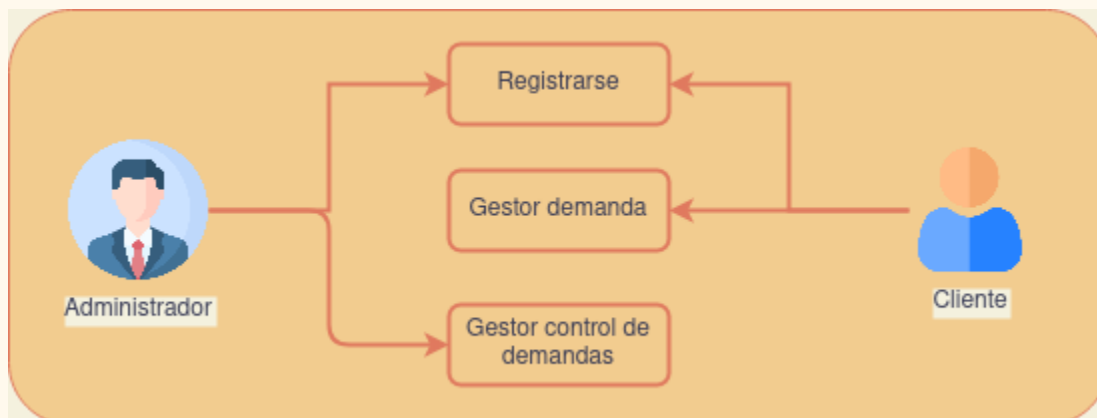 Registrarse
Gestor demanda
Administrador
Cliente
Gestor control de
demandas